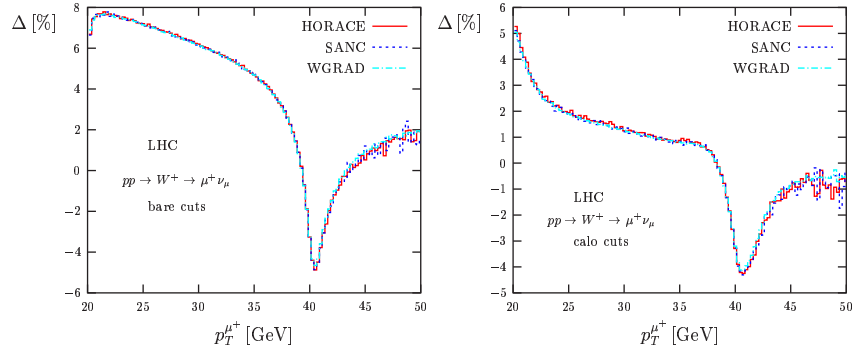 Δ [%]
8
6
4
2
0
−2
−4
−6
20
25
30
35
40
45
50
HORACE
SANC
WGRAD
LHC
pp → W⁺ → μ⁺ν_μ
bare cuts
p_T^{μ⁺} [GeV]
Δ [%]
6
5
4
3
2
1
0
−1
−2
−3
−4
−5
20
25
30
35
40
45
50
HORACE
SANC
WGRAD
LHC
pp → W⁺ → μ⁺ν_μ
calo cuts
p_T^{μ⁺} [GeV]